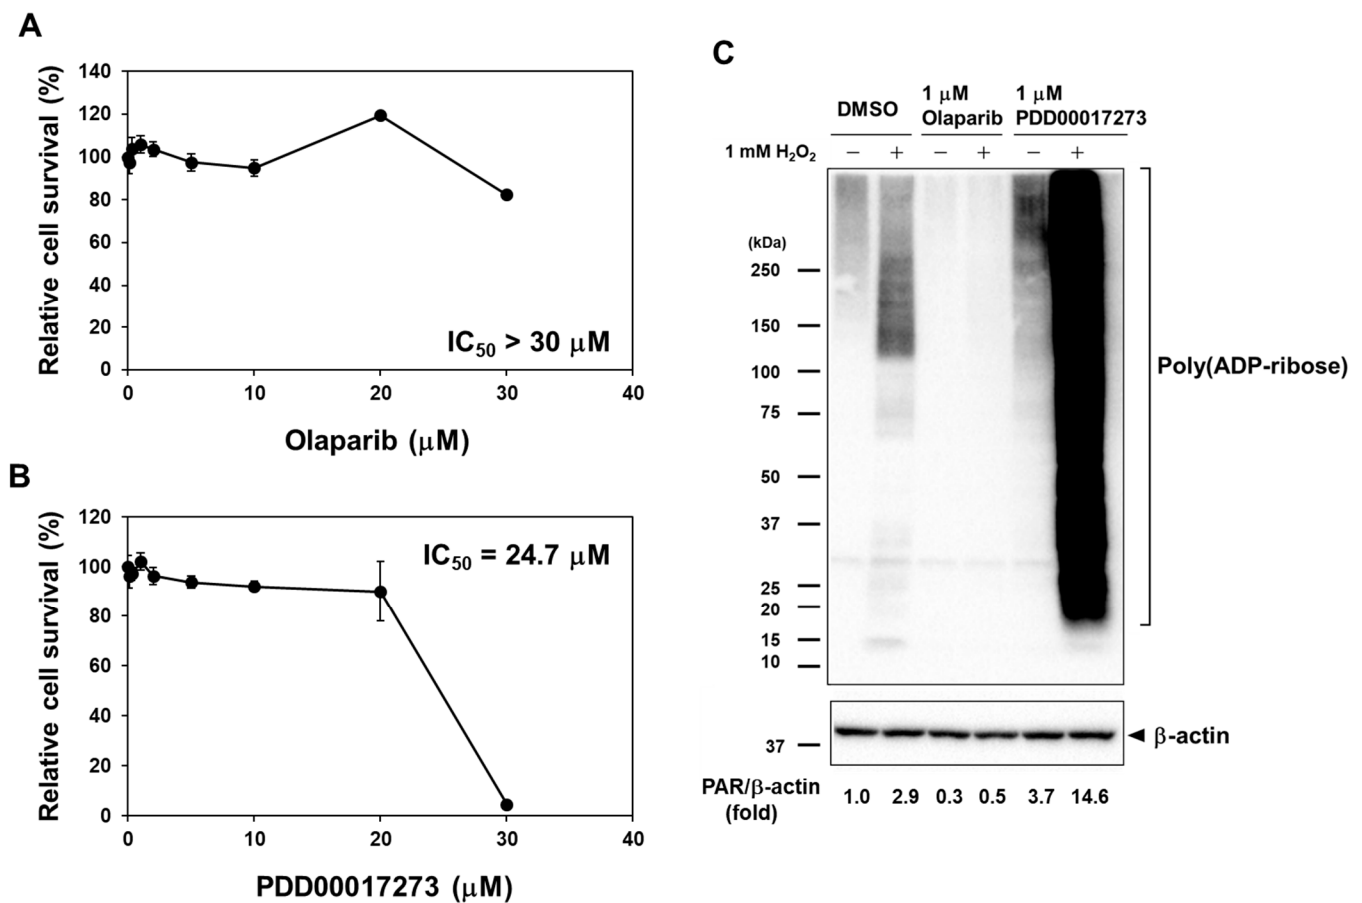 A
Relative cell survival (%)
140
120
100
80
60
40
20
0
IC50 > 30 μM
0 10 20 30 40
Olaparib (μM)
B
Relative cell survival (%)
120
100
80
60
40
20
0
IC50 = 24.7 μM
0 10 20 30 40
PDD00017273 (μM)
C
DMSO
1 μM
Olaparib
1 μM
PDD00017273
1 mM H2O2 − + − + − +
(kDa)
250
150
100
75
50
37
25
20
15
10
Poly(ADP-ribose)
37
β-actin
PAR/β-actin
(fold)
1.0 2.9 0.3 0.5 3.7 14.6